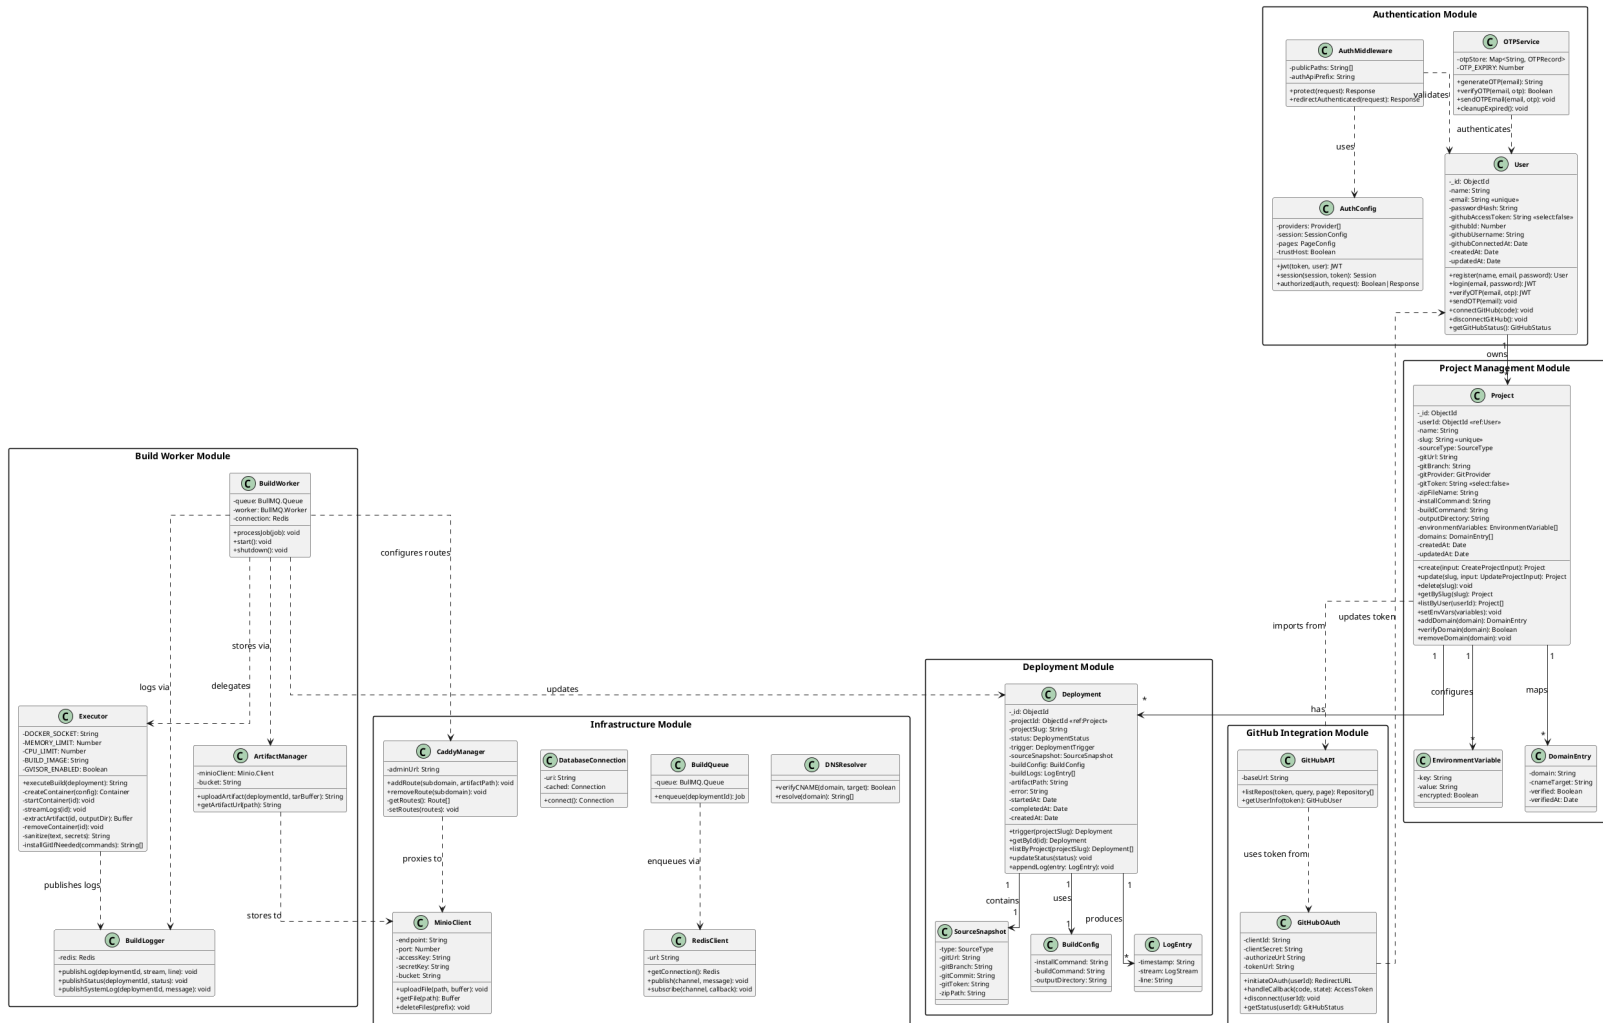 Authentication Module
C AuthMiddleware
-publicPaths: String[]
-authApiPrefix: String
+protect(request): Response
+redirectAuthenticated(request): Response
C OTPService
-otpStore: Map<String, OTPRecord>
-OTP_EXPIRY: Number
+generateOTP(email): String
+verifyOTP(email, otp): Boolean
+sendOTPEmail(email, otp): void
+cleanupExpired(): void
validates
authenticates
uses
C User
-_id: ObjectId
-name: String
-email: String «unique»
-passwordHash: String
-githubAccessToken: String «select:false»
-githubId: Number
-githubUsername: String
-githubConnectedAt: Date
-createdAt: Date
-updatedAt: Date
+register(name, email, password): User
+login(email, password): JWT
+verifyOTP(email, otp): JWT
+sendOTP(email): void
+connectGitHub(code): void
+disconnectGitHub(): void
+getGitHubStatus(): GitHubStatus
C AuthConfig
-providers: Provider[]
-session: SessionConfig
-pages: PageConfig
-trustHost: Boolean
+jwt(token, user): JWT
+session(session, token): Session
+authorized(auth, request): Boolean|Response
1
owns
*
Project Management Module
C Project
-_id: ObjectId
-userId: ObjectId «ref:User»
-name: String
-slug: String «unique»
-sourceType: SourceType
-gitUrl: String
-gitBranch: String
-gitProvider: GitProvider
-gitToken: String «select:false»
-zipFileName: String
-installCommand: String
-buildCommand: String
-outputDirectory: String
-environmentVariables: EnvironmentVariable[]
-domains: DomainEntry[]
-createdAt: Date
-updatedAt: Date
+create(input: CreateProjectInput): Project
+update(slug, input: UpdateProjectInput): Project
+delete(slug): void
+getBySlug(slug): Project
+listByUser(userId): Project[]
+setEnvVars(variables): void
+addDomain(domain): DomainEntry
+verifyDomain(domain): Boolean
+removeDomain(domain): void
imports from
updates token
1
1
1
configures
maps
has
*
*
*
C EnvironmentVariable
-key: String
-value: String
-encrypted: Boolean
C DomainEntry
-domain: String
-cnameTarget: String
-verified: Boolean
-verifiedAt: Date
Build Worker Module
C BuildWorker
-queue: BullMQ.Queue
-worker: BullMQ.Worker
-connection: Redis
+processJob(job): void
+start(): void
+shutdown(): void
configures routes
stores via
logs via
delegates
updates
C Executor
-DOCKER_SOCKET: String
-MEMORY_LIMIT: Number
-CPU_LIMIT: Number
-BUILD_IMAGE: String
-GVISOR_ENABLED: Boolean
+executeBuild(deployment): String
-createContainer(config): Container
-startContainer(id): void
-streamLogs(id): void
-extractArtifact(id, outputDir): Buffer
-removeContainer(id): void
-sanitize(text, secrets): String
-installGitIfNeeded(commands): String[]
C ArtifactManager
-minioClient: Minio.Client
-bucket: String
+uploadArtifact(deploymentId, tarBuffer): String
+getArtifactUrl(path): String
publishes logs
stores to
C BuildLogger
-redis: Redis
+publishLog(deploymentId, stream, line): void
+publishStatus(deploymentId, status): void
+publishSystemLog(deploymentId, message): void
Infrastructure Module
C CaddyManager
-adminUrl: String
+addRoute(subdomain, artifactPath): void
+removeRoute(subdomain): void
-getRoutes(): Route[]
-setRoutes(routes): void
C DatabaseConnection
-uri: String
-cached: Connection
+connect(): Connection
C BuildQueue
-queue: BullMQ.Queue
+enqueue(deploymentId): Job
C DNSResolver
+verifyCNAME(domain, target): Boolean
+resolve(domain): String[]
proxies to
enqueues via
C MinioClient
-endpoint: String
-port: Number
-accessKey: String
-secretKey: String
-bucket: String
+uploadFile(path, buffer): void
+getFile(path): Buffer
+deleteFiles(prefix): void
C RedisClient
-url: String
+getConnection(): Redis
+publish(channel, message): void
+subscribe(channel, callback): void
Deployment Module
C Deployment
-_id: ObjectId
-projectId: ObjectId «ref:Project»
-projectSlug: String
-status: DeploymentStatus
-trigger: DeploymentTrigger
-sourceSnapshot: SourceSnapshot
-buildConfig: BuildConfig
-buildLogs: LogEntry[]
-artifactPath: String
-error: String
-startedAt: Date
-completedAt: Date
-createdAt: Date
+trigger(projectSlug): Deployment
+getById(id): Deployment
+listByProject(projectSlug): Deployment[]
+updateStatus(status): void
+appendLog(entry: LogEntry): void
1
1
1
contains
uses
produces
1
1
*
C SourceSnapshot
-type: SourceType
-gitUrl: String
-gitBranch: String
-gitCommit: String
-gitToken: String
-zipPath: String
C BuildConfig
-installCommand: String
-buildCommand: String
-outputDirectory: String
C LogEntry
-timestamp: String
-stream: LogStream
-line: String
GitHub Integration Module
C GitHubAPI
-baseUrl: String
+listRepos(token, query, page): Repository[]
+getUserInfo(token): GitHubUser
uses token from
C GitHubOAuth
-clientId: String
-clientSecret: String
-authorizeUrl: String
-tokenUrl: String
+initiateOAuth(userId): RedirectURL
+handleCallback(code, state): AccessToken
+disconnect(userId): void
+getStatus(userId): GitHubStatus